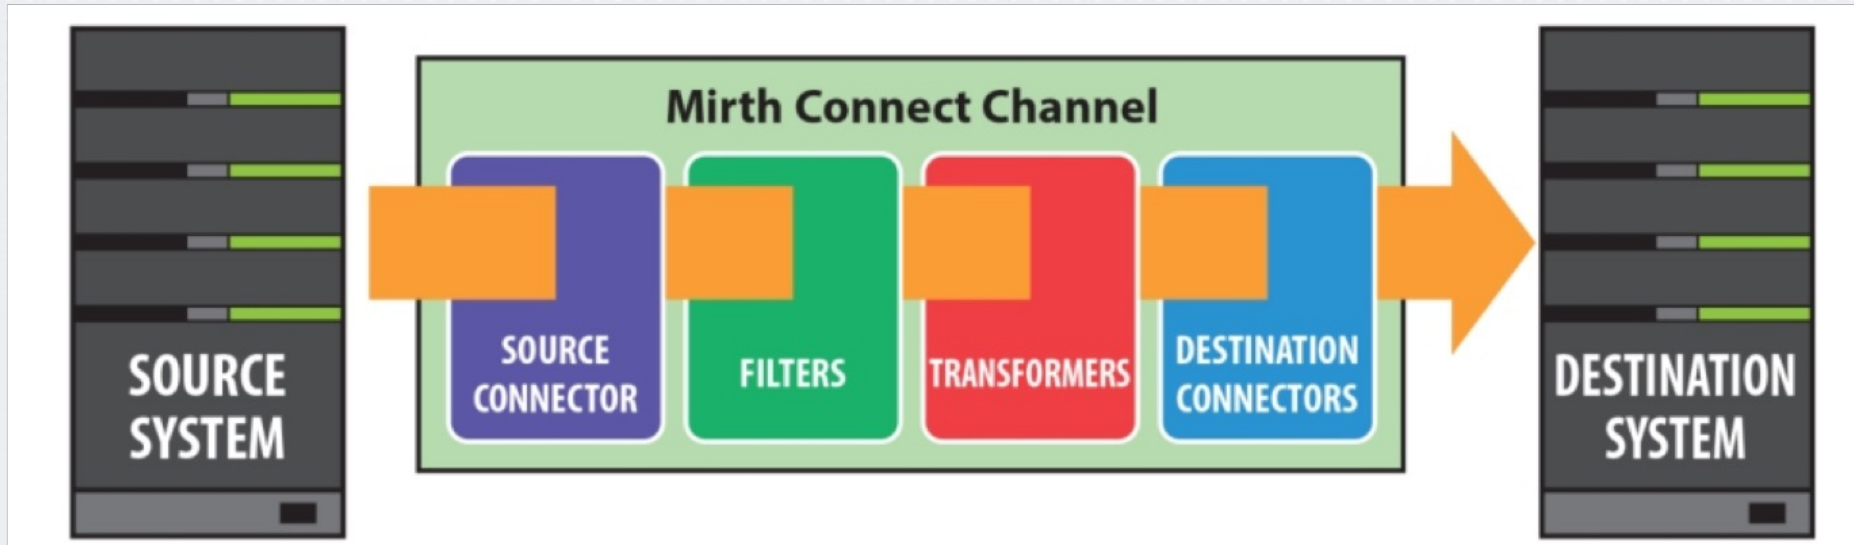 Mirth Connect Channel
SOURCE
SYSTEM
SOURCE
CONNECTOR
FILTERS
TRANSFORMERS
DESTINATION
CONNECTORS
DESTINATION
SYSTEM